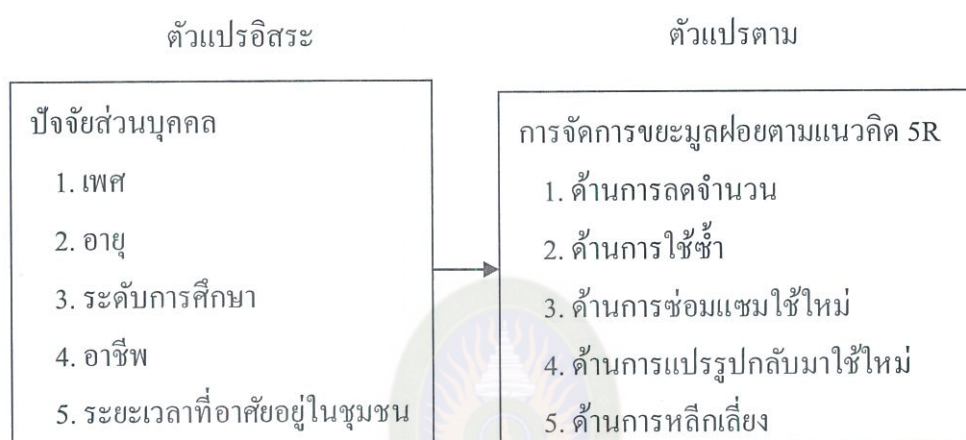 ตัวแปรอิสระ
ตัวแปรตาม
ปัจจัยส่วนบุคคล
1. เพศ
2. อายุ
3. ระดับการศึกษา
4. อาชีพ
5. ระยะเวลาที่อาศัยอยู่ในชุมชน
การจัดการขยะมูลฝอยตามแนวคิด 5R
1. ด้านการลดจำนวน
2. ด้านการใช้ซ้ำ
3. ด้านการซ่อมแซมใช้ใหม่
4. ด้านการแปรรูปกลับมาใช้ใหม่
5. ด้านการหลีกเลี่ยง